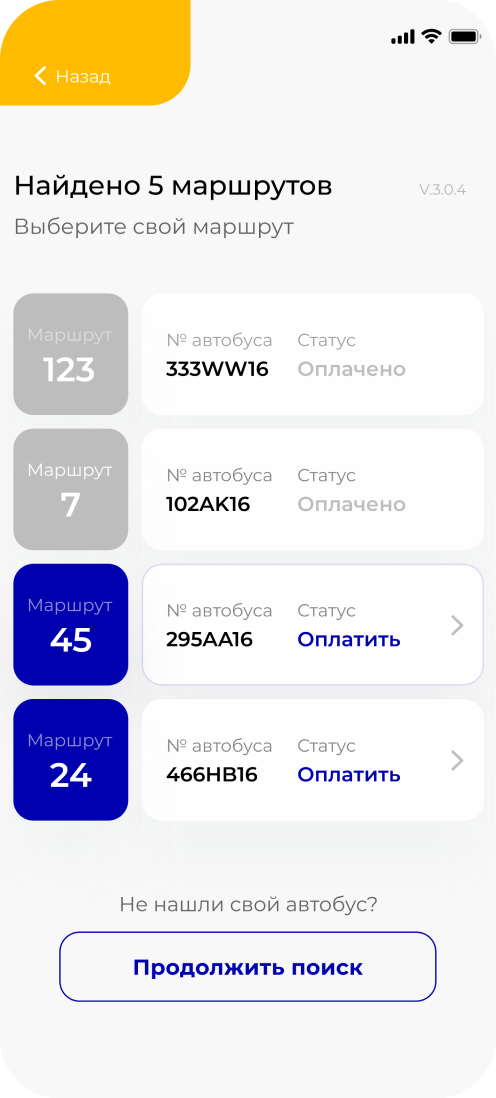 Назад
Найдено 5 маршрутов
V.3.0.4
Выберите свой маршрут
Маршрут
123
№ автобуса
Статус
333WW16
Оплачено
Маршрут
7
№ автобуса
Статус
102AK16
Оплачено
Маршрут
45
№ автобуса
Статус
295AA16
Оплатить
Маршрут
24
№ автобуса
Статус
466HB16
Оплатить
Не нашли свой автобус?
Продолжить поиск